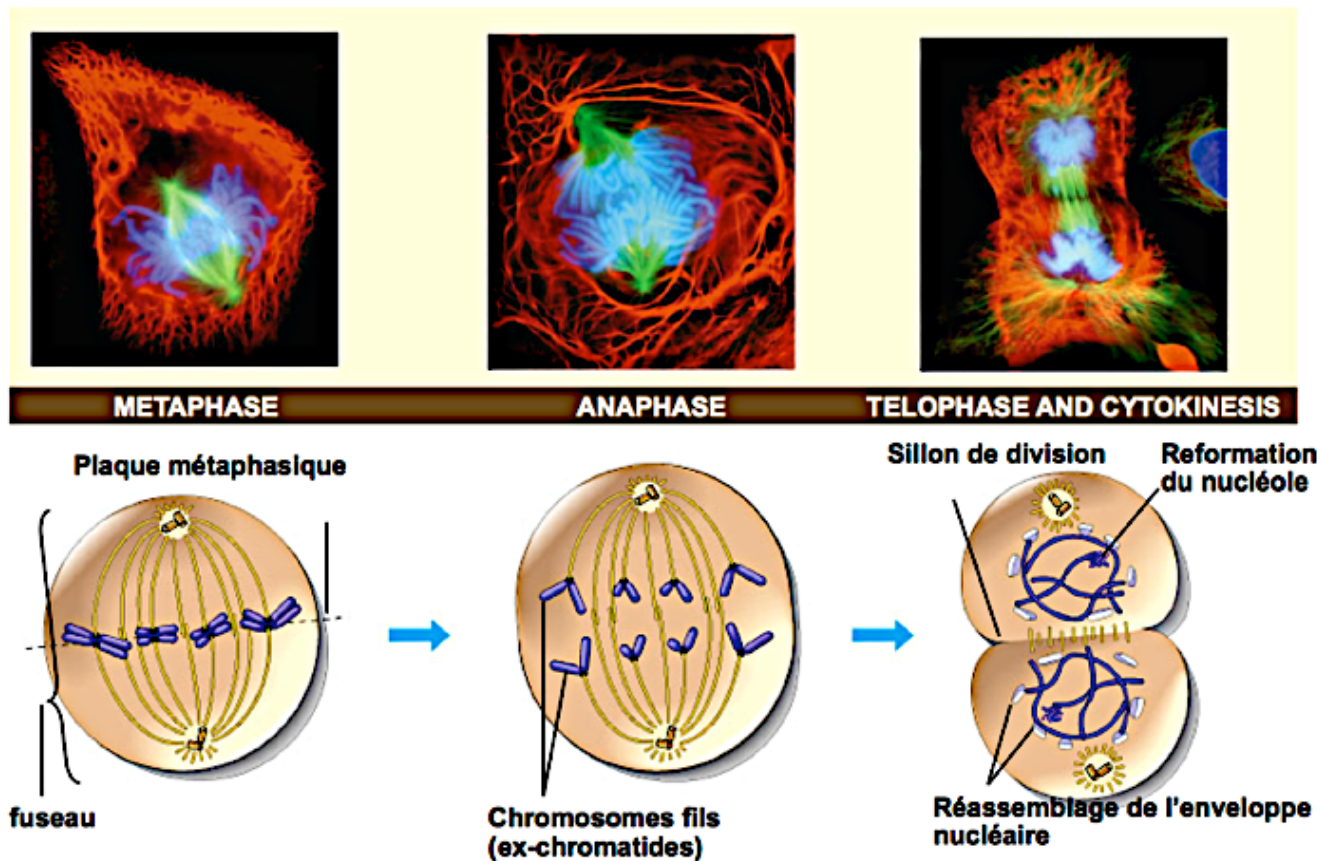 METAPHASE
ANAPHASE
TELOPHASE AND CYTOKINESIS
Plaque métaphasique
fuseau
Chromosomes fils
(ex-chromatides)
Sillon de division
Reformation
du nucléole
Réassemblage de l'enveloppe
nucléaire